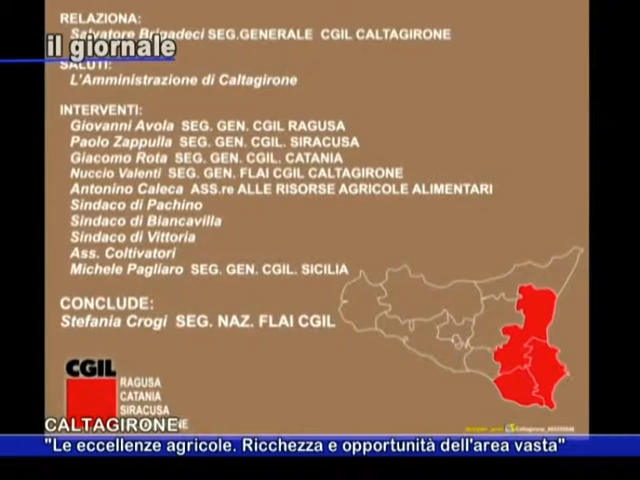 RELAZIONA:
Salvatore Brigadeci SEG.GENERALE CGIL CALTAGIRONE
il giornale
SALUTI:
L'Amministrazione di Caltagirone
INTERVENTI:
Giovanni Avola SEG. GEN. CGIL RAGUSA
Paolo Zappulla SEG. GEN. CGIL. SIRACUSA
Giacomo Rota SEG. GEN. CGIL. CATANIA
Nuccio Valenti SEG. GEN. FLAI CGIL CALTAGIRONE
Antonino Caleca ASS.re ALLE RISORSE AGRICOLE ALIMENTARI
Sindaco di Pachino
Sindaco di Biancavilla
Sindaco di Vittoria
Ass. Coltivatori
Michele Pagliaro SEG. GEN. CGIL. SICILIA
CONCLUDE:
Stefania Crogi SEG. NAZ. FLAI CGIL
CGIL
RAGUSA
CATANIA
SIRACUSA
CALTAGIRONE
"Le eccellenze agricole. Ricchezza e opportunità dell'area vasta"